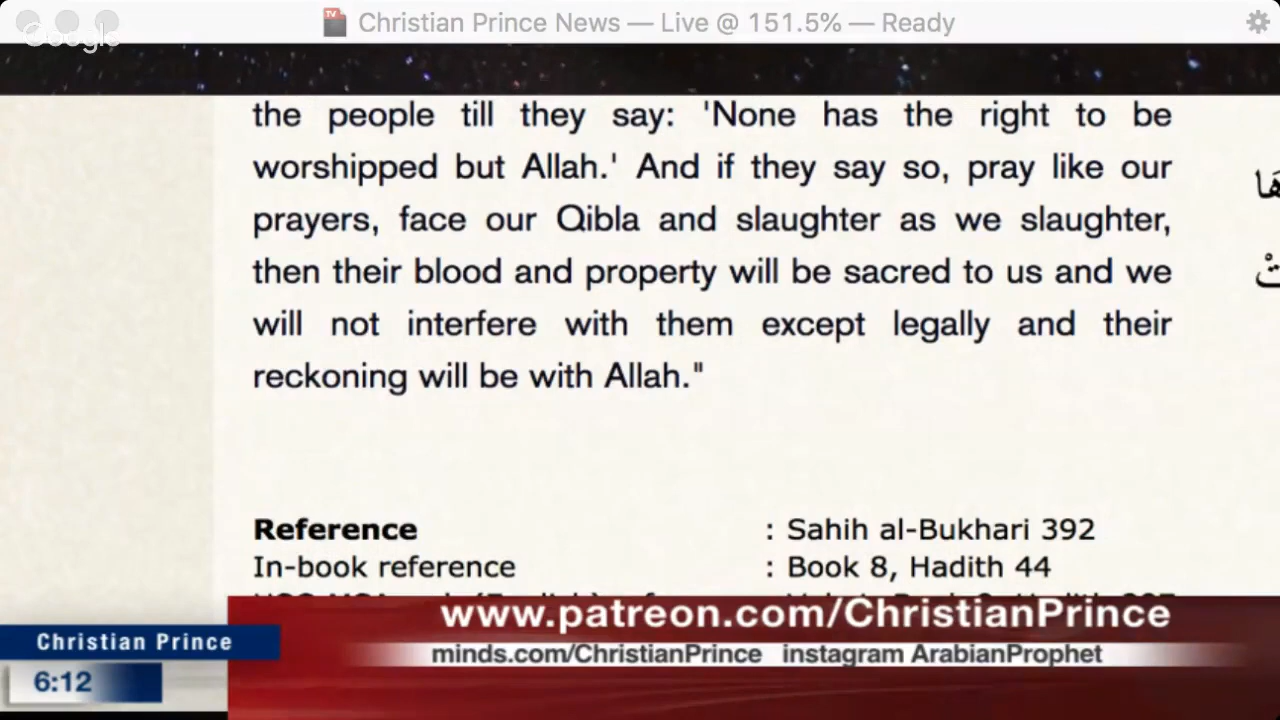 Christian Prince News — Live @ 151.5% — Ready
Google
the people till they say: 'None has the right to be
worshipped but Allah.' And if they say so, pray like our
prayers, face our Qibla and slaughter as we slaughter,
then their blood and property will be sacred to us and we
will not interfere with them except legally and their
reckoning will be with Allah."
Reference : Sahih al-Bukhari 392
In-book reference : Book 8, Hadith 44
www.patreon.com/ChristianPrince
Christian Prince
minds.com/ChristianPrince instagram ArabianProphet
6:12